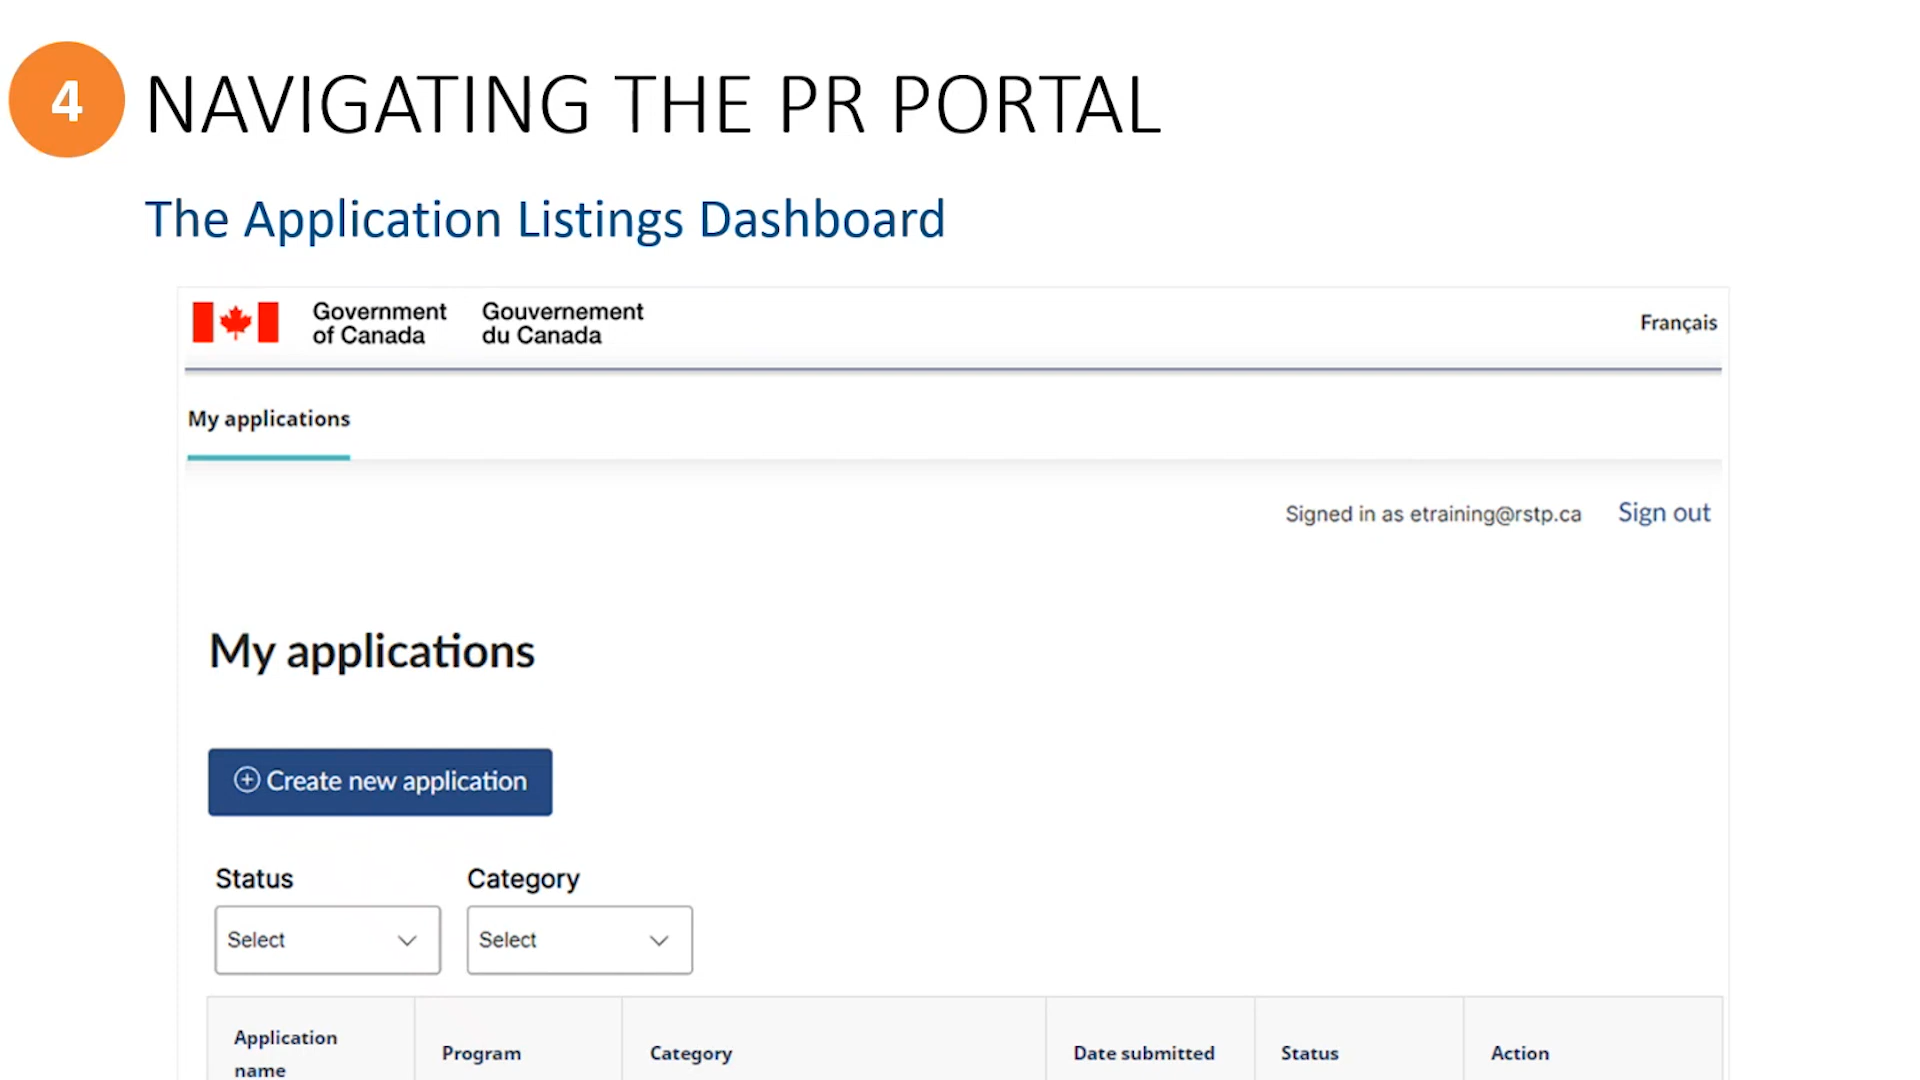 4
NAVIGATING THE PR PORTAL
The Application Listings Dashboard
Government Gouvernement
of Canada du Canada
Français
My applications
Signed in as etraining@rstp.ca Sign out
My applications
Create new application
Status Category
Select Select
Application
name
Program Category Date submitted Status Action